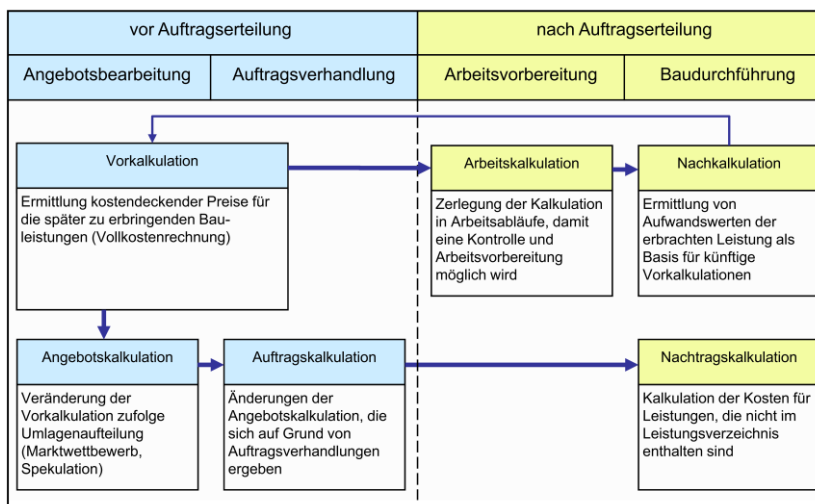 vor Auftragserteilung
nach Auftragserteilung
Angebotsbearbeitung
Auftragsverhandlung
Arbeitsvorbereitung
Baudurchführung
Vorkalkulation
Ermittlung kostendeckender Preise für
die später zu erbringenden Bau-
leistungen (Vollkostenrechnung)
Arbeitskalkulation
Zerlegung der Kalkulation
in Arbeitsabläufe, damit
eine Kontrolle und
Arbeitsvorbereitung
möglich wird
Nachkalkulation
Ermittlung von
Aufwandswerten der
erbrachten Leistung als
Basis für künftige
Vorkalkulationen
Angebotskalkulation
Veränderung der
Vorkalkulation zufolge
Umlagenaufteilung
(Marktwettbewerb,
Spekulation)
Auftragskalkulation
Änderungen der
Angebotskalkulation, die
sich auf Grund von
Auftragsverhandlungen
ergeben
Nachtragskalkulation
Kalkulation der Kosten für
Leistungen, die nicht im
Leistungsverzeichnis
enthalten sind